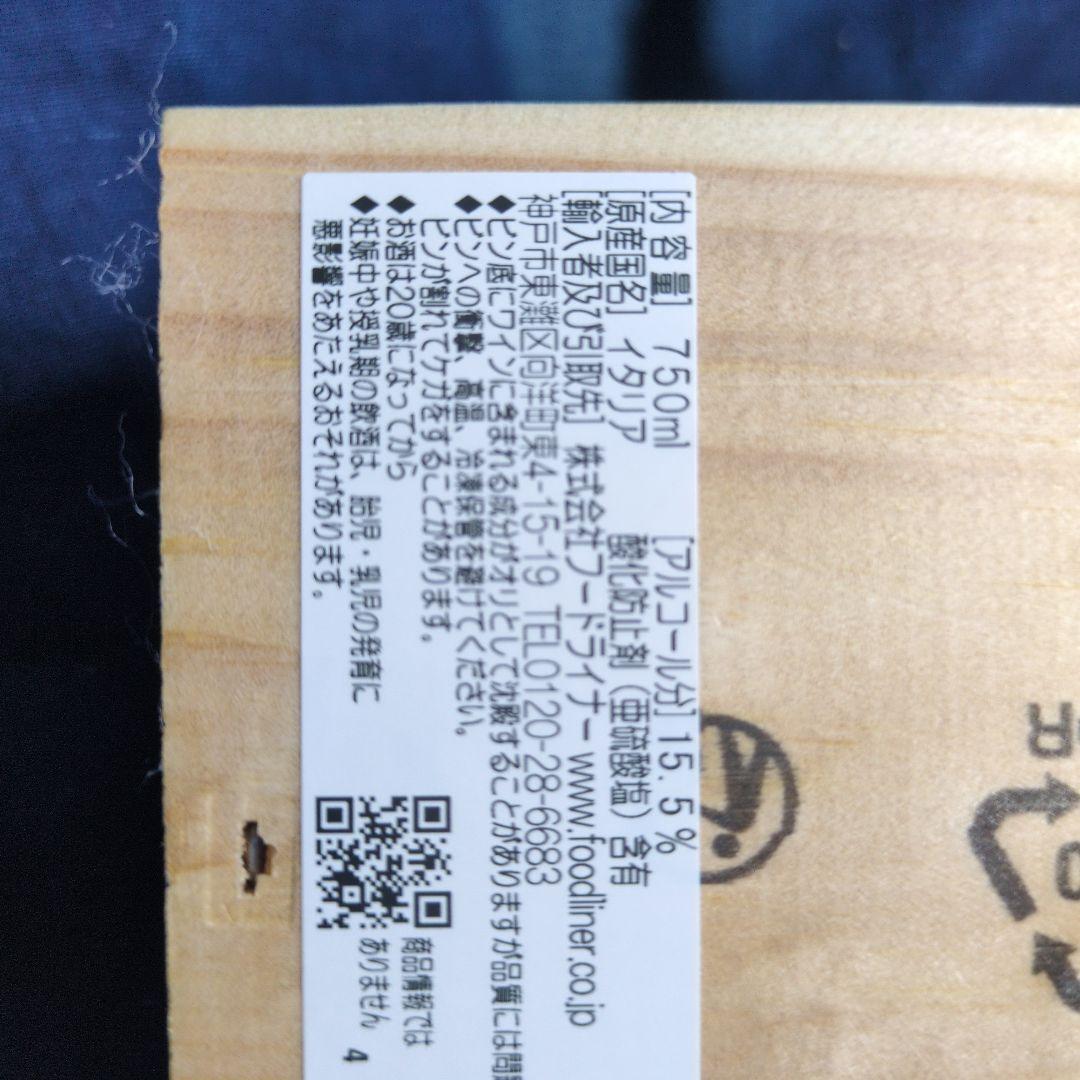 [内容量] 750ml [アルコール分] 15.5%
[原産国名] イタリア 酸化防止剤(亜硫酸塩)含有
[輸入者及び引取先] 株式会社フードライナー www.foodliner.co.jp
神戸市東灘区向洋町東4-15-19 TEL0120-28-6683
◆ビン底にワインに含まれる成分がオリとして沈殿することがありますが品質には問
◆ビンへの衝撃、高温、冷凍保管を避けてください。
ビンが割れてケガをすることがあります。
◆お酒は20歳になってから
◆妊娠中や授乳期の飲酒は、胎児・乳児の発育に
悪影響をあたえるおそれがあります。
商品情報では
ありません
4